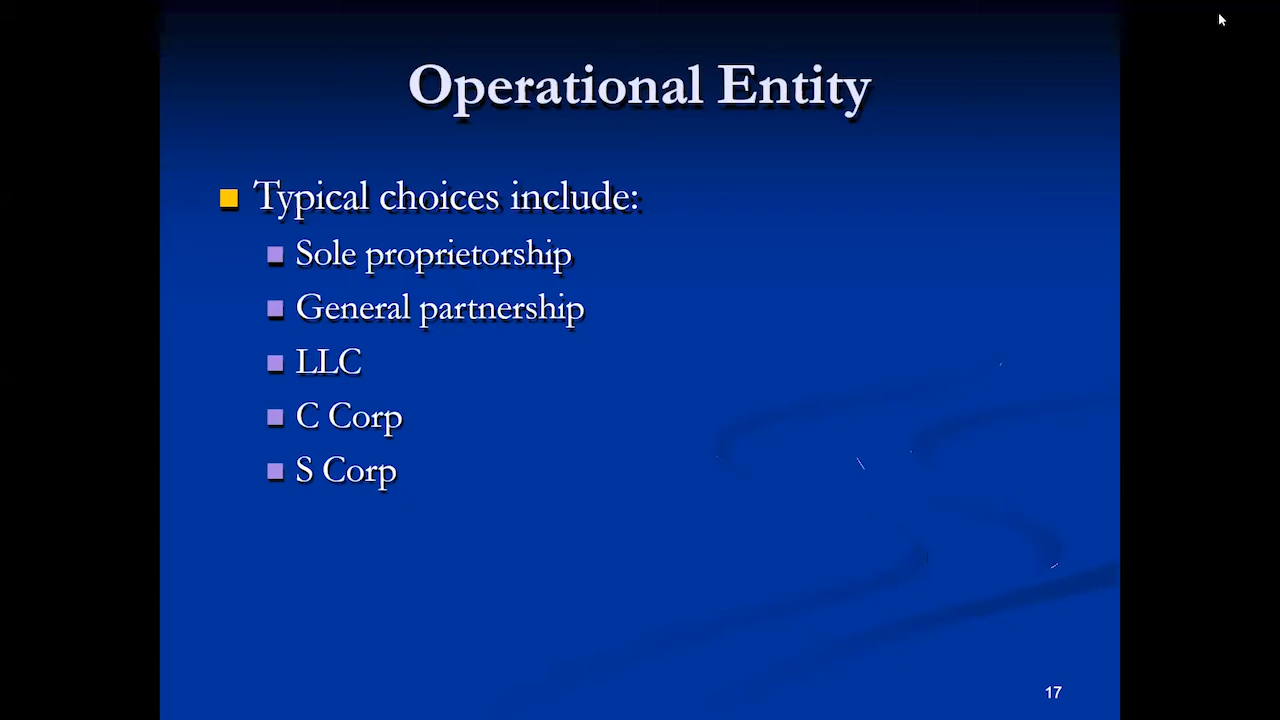 Operational Entity
Typical choices include:
Sole proprietorship
General partnership
LLC
C Corp
S Corp
17